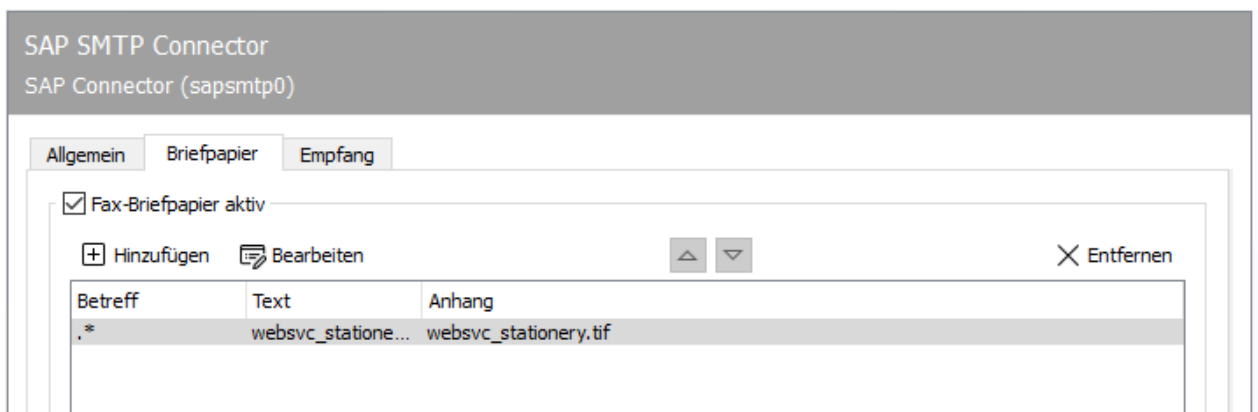 SAP SMTP Connector
SAP Connector (sapsmtp0)
Allgemein Briefpapier Empfang
Fax-Briefpapier aktiv
Hinzufügen Bearbeiten Entfernen
Betreff Text Anhang
.* websvc_statione... websvc_stationery.tif